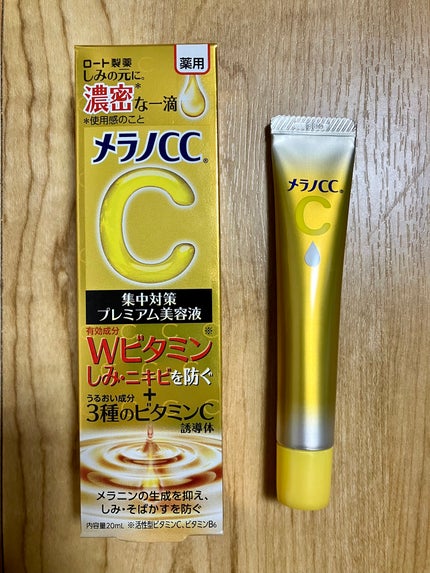 ロート製薬
薬用
しみの元に。
濃密*な一滴
*使用感のこと
メラノCC®
C
集中対策
プレミアム美容液
有効成分
Wビタミン※
しみ・ニキビを防ぐ
+
うるおい成分
3種のビタミンC
誘導体
メラニンの生成を抑え、
しみ・そばかすを防ぐ
内容量20mL ※活性型ビタミンC、ビタミンB6
メラノCC®
C